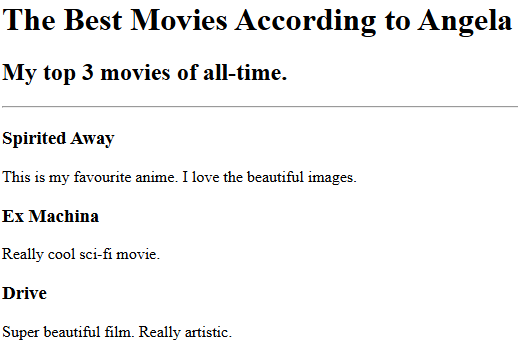 The Best Movies According to Angela
My top 3 movies of all-time.
Spirited Away
This is my favourite anime. I love the beautiful images.
Ex Machina
Really cool sci-fi movie.
Drive
Super beautiful film. Really artistic.